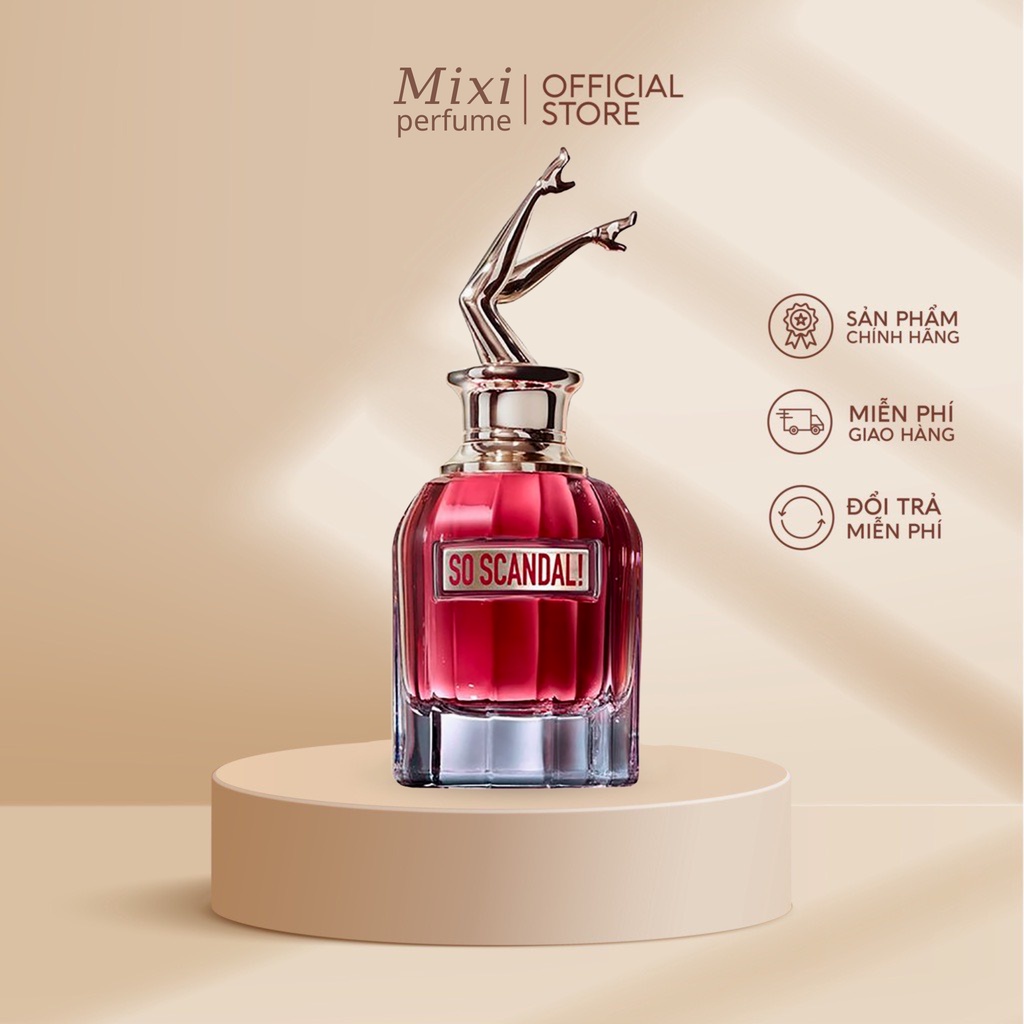 Mixi
perfume
OFFICIAL
STORE
SẢN PHẨM
CHÍNH HÃNG
MIỄN PHÍ
GIAO HÀNG
ĐỔI TRẢ
MIỄN PHÍ
SO SCANDAL!